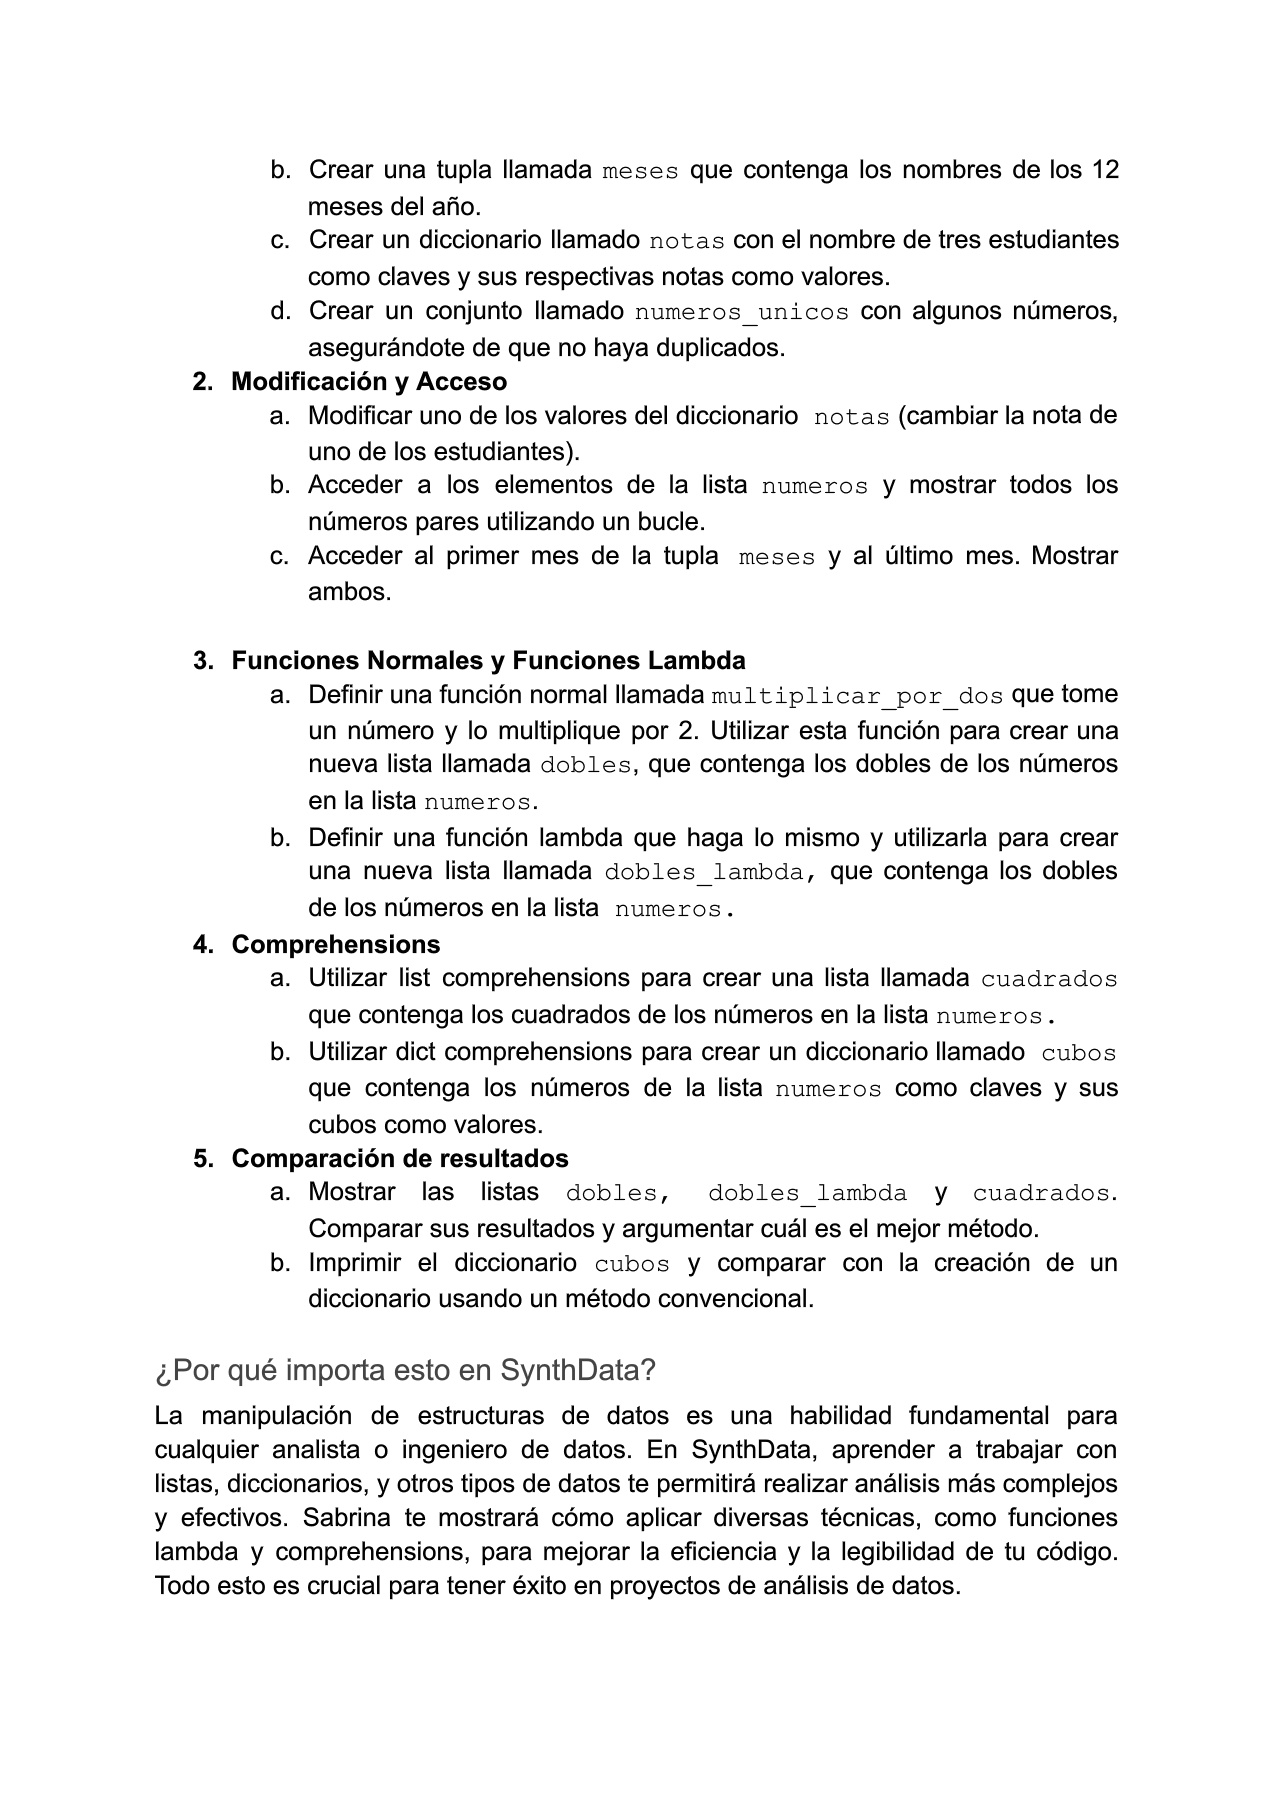 b. Crear una tupla llamada meses que contenga los nombres de los 12
meses del año.
c. Crear un diccionario llamado notas con el nombre de tres estudiantes
como claves y sus respectivas notas como valores.
d. Crear un conjunto llamado numeros_unicos con algunos números,
asegurándote de que no haya duplicados.
2. Modificación y Acceso
a. Modificar uno de los valores del diccionario notas (cambiar la nota de
uno de los estudiantes).
b. Acceder a los elementos de la lista numeros y mostrar todos los
números pares utilizando un bucle.
c. Acceder al primer mes de la tupla meses y al último mes. Mostrar
ambos.
3. Funciones Normales y Funciones Lambda
a. Definir una función normal llamada multiplicar_por_dos que tome
un número y lo multiplique por 2. Utilizar esta función para crear una
nueva lista llamada dobles, que contenga los dobles de los números
en la lista numeros.
b. Definir una función lambda que haga lo mismo y utilizarla para crear
una nueva lista llamada dobles_lambda, que contenga los dobles
de los números en la lista numeros.
4. Comprehensions
a. Utilizar list comprehensions para crear una lista llamada cuadrados
que contenga los cuadrados de los números en la lista numeros.
b. Utilizar dict comprehensions para crear un diccionario llamado cubos
que contenga los números de la lista numeros como claves y sus
cubos como valores.
5. Comparación de resultados
a. Mostrar las listas dobles, dobles_lambda y cuadrados.
Comparar sus resultados y argumentar cuál es el mejor método.
b. Imprimir el diccionario cubos y comparar con la creación de un
diccionario usando un método convencional.
¿Por qué importa esto en SynthData?
La manipulación de estructuras de datos es una habilidad fundamental para
cualquier analista o ingeniero de datos. En SynthData, aprender a trabajar con
listas, diccionarios, y otros tipos de datos te permitirá realizar análisis más complejos
y efectivos. Sabrina te mostrará cómo aplicar diversas técnicas, como funciones
lambda y comprehensions, para mejorar la eficiencia y la legibilidad de tu código.
Todo esto es crucial para tener éxito en proyectos de análisis de datos.